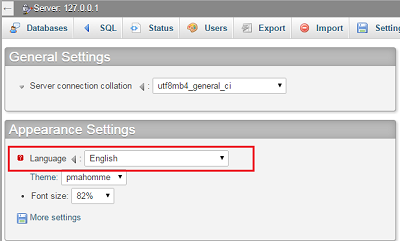 Server: 127.0.0.1
Databases SQL Status Users Export Import Setting
General Settings
Server connection collation : utf8mb4_general_ci
Appearance Settings
Language : English
Theme: pmahomme
• Font size: 82%
More settings